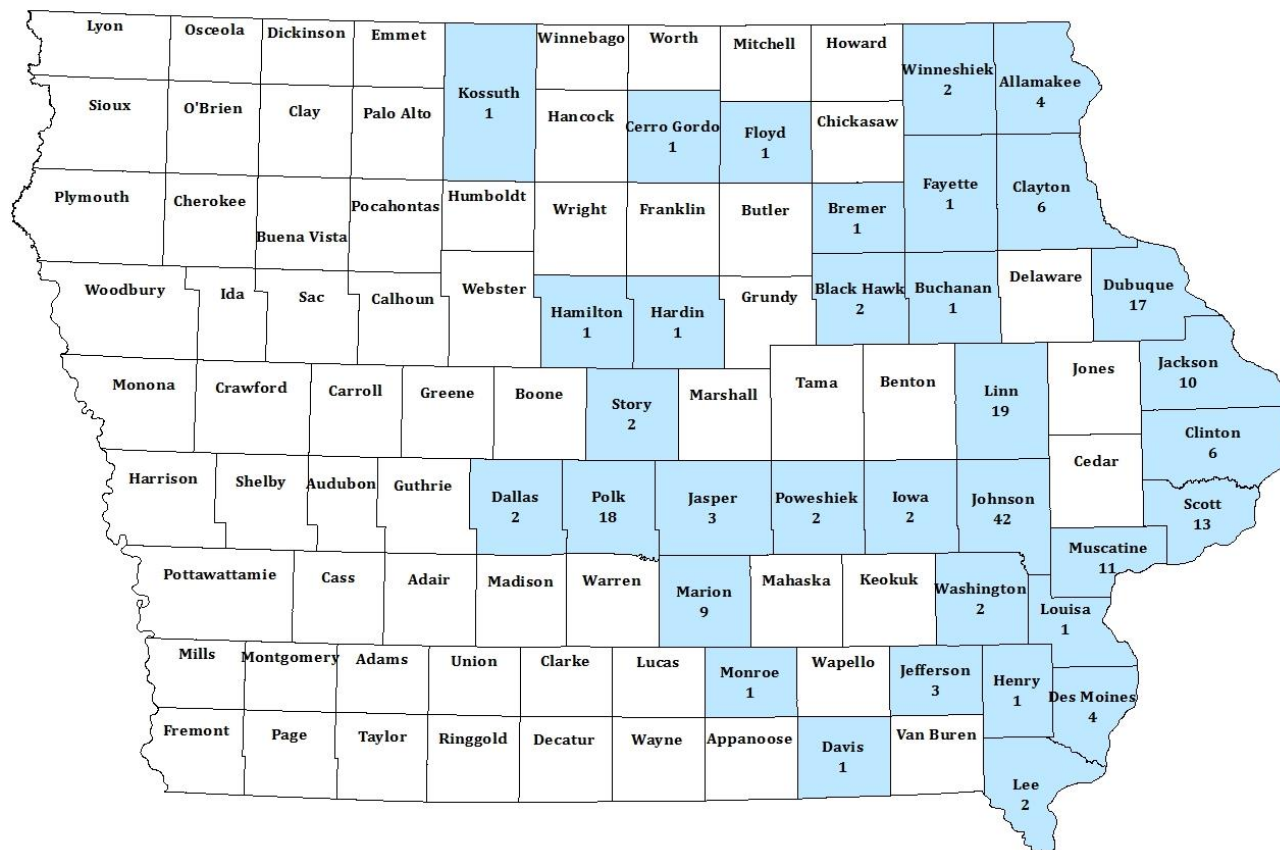 Lyon
Osceola
Dickinson
Emmet
Kossuth
1
Winnebago
Worth
Mitchell
Howard
Winneshiek
2
Allamakee
4
Sioux
O'Brien
Clay
Palo Alto
Hancock
Cerro Gordo
1
Floyd
1
Chickasaw
Plymouth
Cherokee
Buena Vista
Pocahontas
Humboldt
Wright
Franklin
Butler
Bremer
1
Fayette
1
Clayton
6
Woodbury
Ida
Sac
Calhoun
Webster
Hamilton
1
Hardin
1
Grundy
Black Hawk
2
Buchanan
1
Delaware
Dubuque
17
Monona
Crawford
Carroll
Greene
Boone
Story
2
Marshall
Tama
Benton
Linn
19
Jones
Jackson
10
Clinton
6
Harrison
Shelby
Audubon
Guthrie
Dallas
2
Polk
18
Jasper
3
Poweshiek
2
Iowa
2
Johnson
42
Cedar
Scott
13
Muscatine
11
Pottawattamie
Cass
Adair
Madison
Warren
Marion
9
Mahaska
Keokuk
Washington
2
Louisa
1
Mills
Montgomery
Adams
Union
Clarke
Lucas
Monroe
1
Wapello
Jefferson
3
Henry
1
Des Moines
4
Fremont
Page
Taylor
Ringgold
Decatur
Wayne
Appanoose
Davis
1
Van Buren
Lee
2